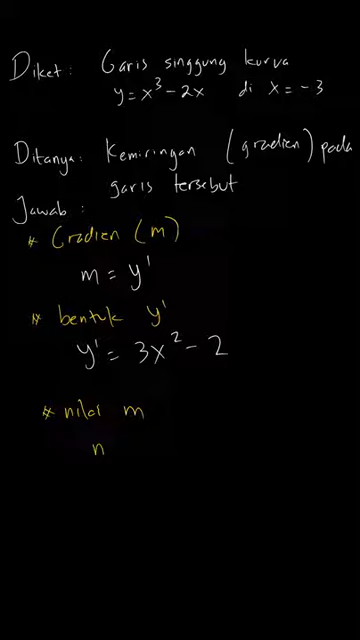 Diket : Garis singgung kurva
y = x³ - 2x di x = -3
Ditanya : Kemiringan (gradien) pada
garis tersebut
Jawab :
* Gradien (m)
m = y'
* bentuk y'
y' = 3x² - 2
* nilai m
n